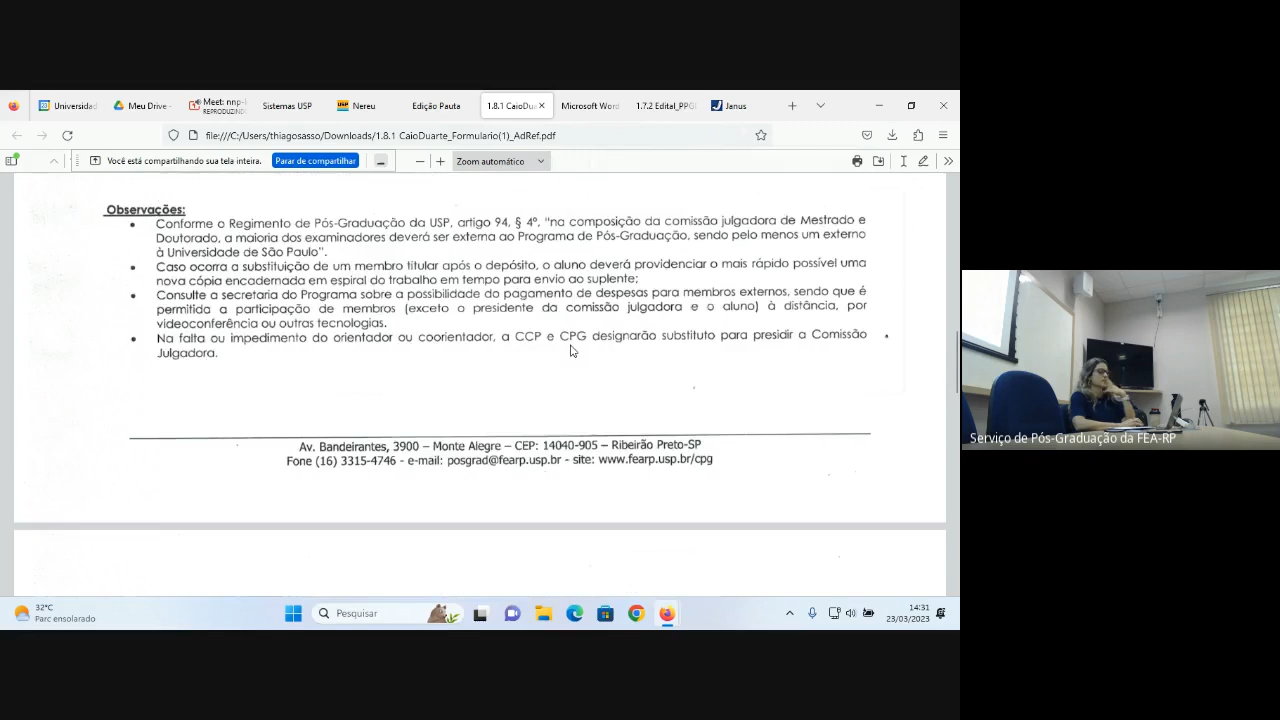 Universidad
Meu Drive -
Meet: nnp-i
REPRODUZINDO
Sistemas USP
Nereu
Edição Pauta
1.8.1 CaioDua
Microsoft Word
1.7.2 Edital_PPG
Janus
file:///C:/Users/thiagosasso/Downloads/1.8.1 CaioDuarte_Formulario(1)_AdRef.pdf
Você está compartilhando sua tela inteira.
Parar de compartilhar
Zoom automático
Observações:
• Conforme o Regimento de Pós-Graduação da USP, artigo 94, § 4º, "na composição da comissão julgadora de Mestrado e
Doutorado, a maioria dos examinadores deverá ser externa ao Programa de Pós-Graduação, sendo pelo menos um externo
à Universidade de São Paulo".
• Caso ocorra a substituição de um membro titular após o depósito, o aluno deverá providenciar o mais rápido possível uma
nova cópia encadernada em espiral do trabalho em tempo para envio ao suplente;
• Consulte a secretaria do Programa sobre a possibilidade do pagamento de despesas para membros externos, sendo que é
permitida a participação de membros (exceto o presidente da comissão julgadora e o aluno) à distância, por
videoconferência ou outras tecnologias.
• Na falta ou impedimento do orientador ou coorientador, a CCP e CPG designarão substituto para presidir a Comissão
Julgadora.
Av. Bandeirantes, 3900 – Monte Alegre – CEP: 14040-905 – Ribeirão Preto-SP
Fone (16) 3315-4746 - e-mail: posgrad@fearp.usp.br - site: www.fearp.usp.br/cpg
Serviço de Pós-Graduação da FEA-RP
32°C
Parc ensolarado
Pesquisar
14:31
23/03/2023